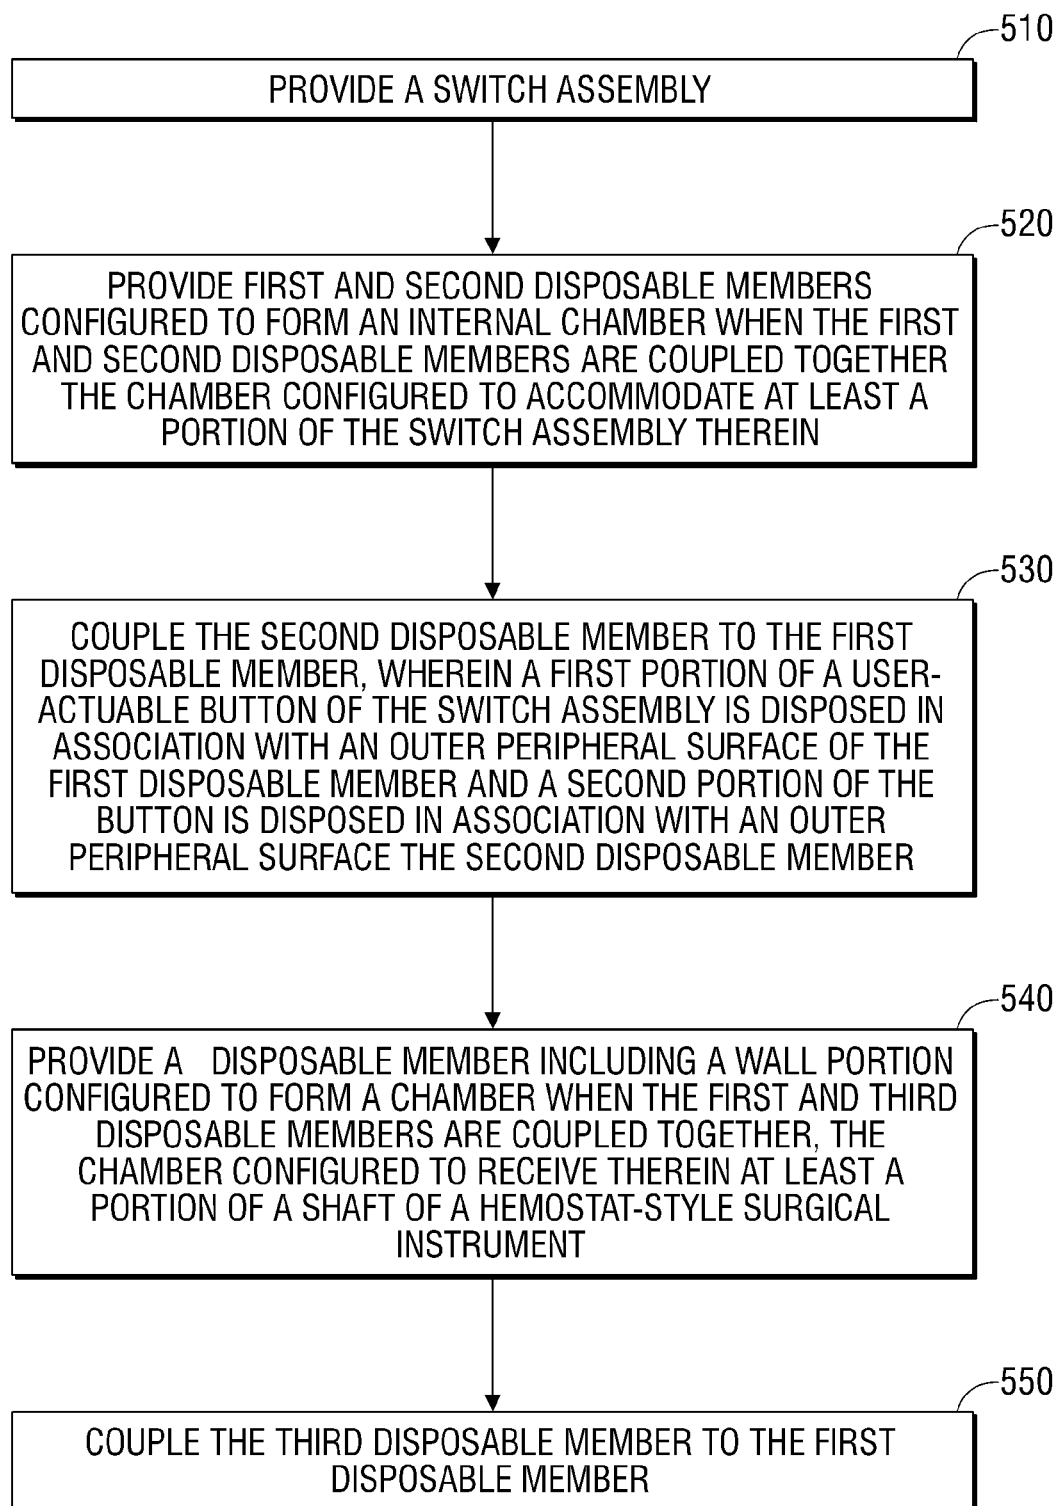 510
PROVIDE A SWITCH ASSEMBLY
520
PROVIDE FIRST AND SECOND DISPOSABLE MEMBERS
CONFIGURED TO FORM AN INTERNAL CHAMBER WHEN THE FIRST
AND SECOND DISPOSABLE MEMBERS ARE COUPLED TOGETHER
THE CHAMBER CONFIGURED TO ACCOMMODATE AT LEAST A
PORTION OF THE SWITCH ASSEMBLY THEREIN
530
COUPLE THE SECOND DISPOSABLE MEMBER TO THE FIRST
DISPOSABLE MEMBER, WHEREIN A FIRST PORTION OF A USER-
ACTUABLE BUTTON OF THE SWITCH ASSEMBLY IS DISPOSED IN
ASSOCIATION WITH AN OUTER PERIPHERAL SURFACE OF THE
FIRST DISPOSABLE MEMBER AND A SECOND PORTION OF THE
BUTTON IS DISPOSED IN ASSOCIATION WITH AN OUTER
PERIPHERAL SURFACE THE SECOND DISPOSABLE MEMBER
540
PROVIDE A DISPOSABLE MEMBER INCLUDING A WALL PORTION
CONFIGURED TO FORM A CHAMBER WHEN THE FIRST AND THIRD
DISPOSABLE MEMBERS ARE COUPLED TOGETHER, THE
CHAMBER CONFIGURED TO RECEIVE THEREIN AT LEAST A
PORTION OF A SHAFT OF A HEMOSTAT-STYLE SURGICAL
INSTRUMENT
550
COUPLE THE THIRD DISPOSABLE MEMBER TO THE FIRST
DISPOSABLE MEMBER